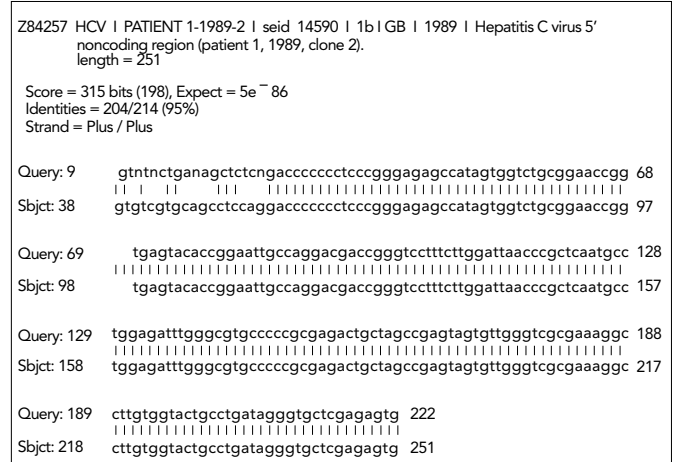 Z84257 HCV I PATIENT 1-1989-2 I seid 14590 I 1b I GB I 1989 I Hepatitis C virus 5’
noncoding region (patient 1, 1989, clone 2).
length = 251
Score = 315 bits (198), Expect = 5e¯86
Identities = 204/214 (95%)
Strand = Plus / Plus
Query: 9 gtntnctganagctctcngacccccccctcccgggagagccatagtggtctgcggaaccgg 68
Sbjct: 38 gtgtcgtgcagcctccaggacccccccctcccgggagagccatagtggtctgcggaaccgg 97
Query: 69 tgagtacaccggaattgccaggacgaccgggtcctttcttggattaacccgctcaatgcc 128
Sbjct: 98 tgagtacaccggaattgccaggacgaccgggtcctttcttggattaacccgctcaatgcc 157
Query: 129 tggagatttgggcgtgcccccgcgagactgctagccgagtagtgttgggtcgcgaaaggc 188
Sbjct: 158 tggagatttgggcgtgcccccgcgagactgctagccgagtagtgttgggtcgcgaaaggc 217
Query: 189 cttgtggtactgcctgatagggtgctcgagagtg 222
Sbjct: 218 cttgtggtactgcctgatagggtgctcgagagtg 251